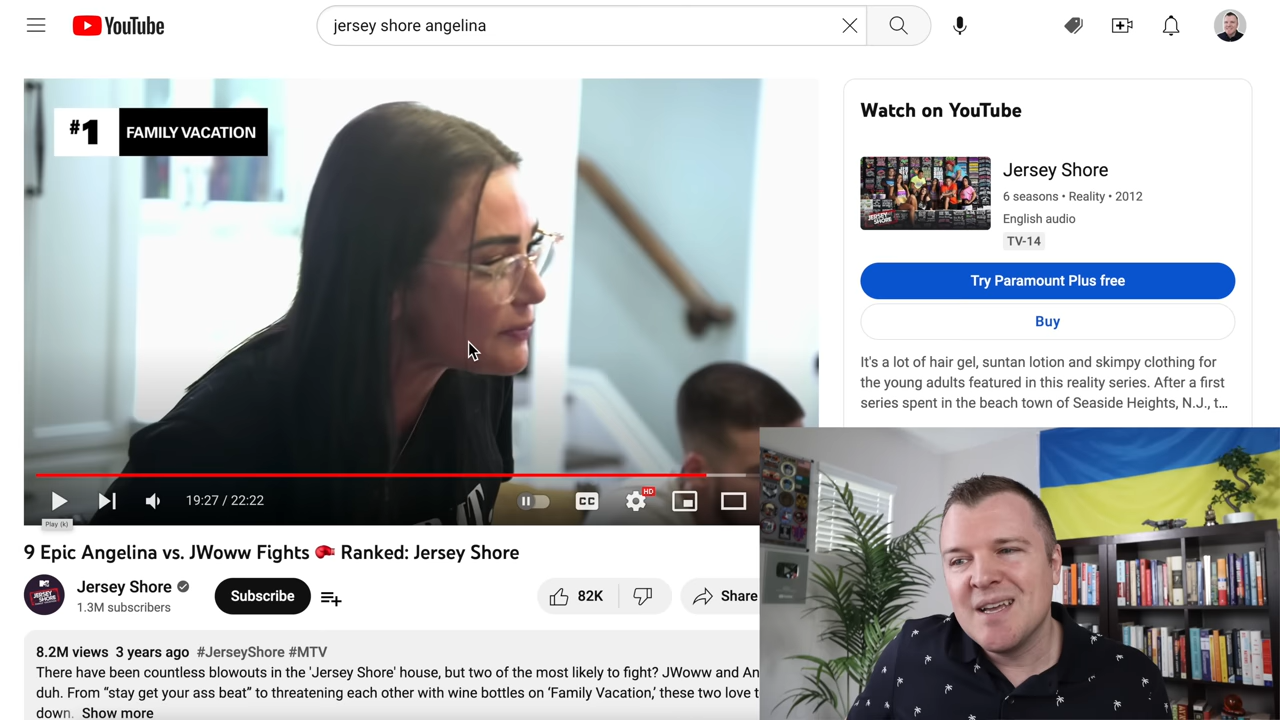 YouTube
jersey shore angelina
#1 FAMILY VACATION
Watch on YouTube
Jersey Shore
6 seasons • Reality • 2012
English audio
TV-14
Try Paramount Plus free
Buy
It's a lot of hair gel, suntan lotion and skimpy clothing for
the young adults featured in this reality series. After a first
series spent in the beach town of Seaside Heights, N.J., t...
19:27 / 22:22
CC
HD
Play (k)
9 Epic Angelina vs. JWoww Fights 🥊 Ranked: Jersey Shore
Jersey Shore
1.3M subscribers
Subscribe
82K
Share
8.2M views 3 years ago #JerseyShore #MTV
There have been countless blowouts in the 'Jersey Shore' house, but two of the most likely to fight? JWoww and An
duh. From “stay get your ass beat” to threatening each other with wine bottles on ‘Family Vacation,’ these two love t
down. Show more